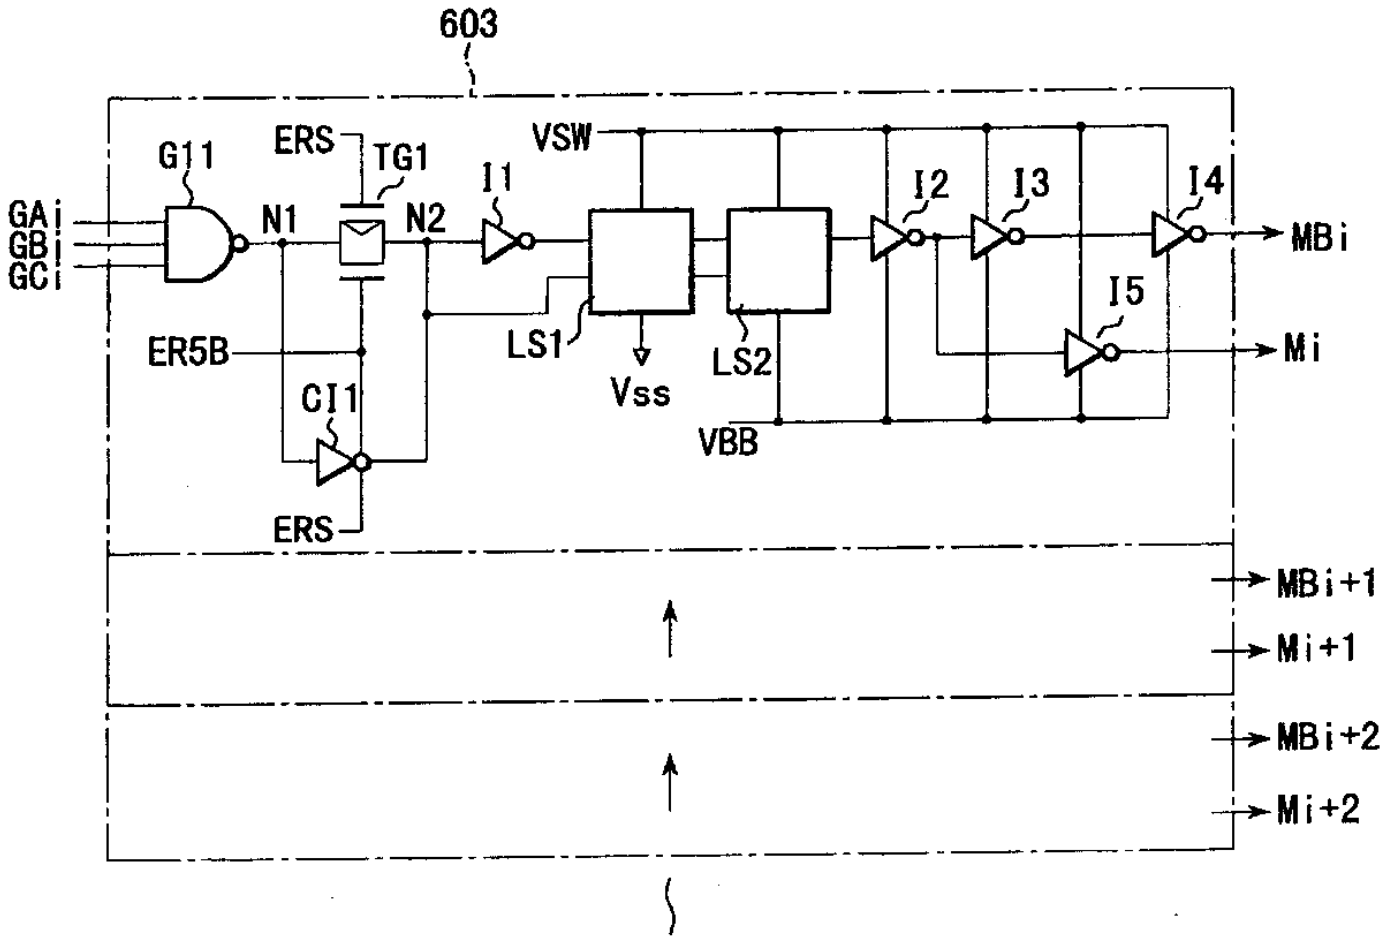 603
ERS
VSW
G11
TG1
I1
I2
I3
I4
GAi
GBi
GCi
N1
N2
MBi
I5
ER5B
LS1
LS2
Mi
Vss
CI1
VBB
ERS
MBi+1
Mi+1
MBi+2
Mi+2